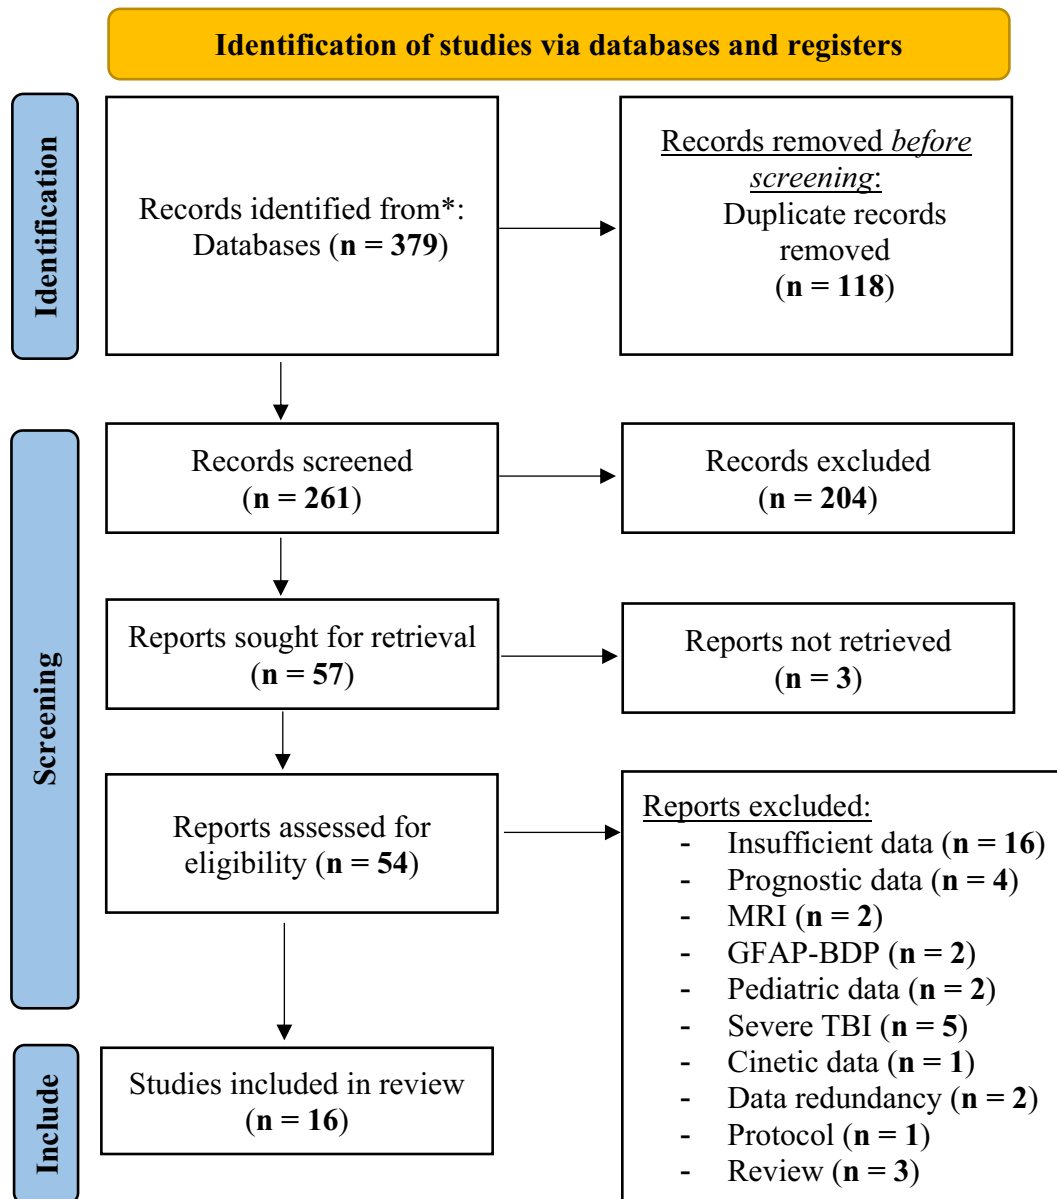 Identification of studies via databases and registers
Identification
Records identified from*:
Databases (n = 379)
Records removed before
screening:
Duplicate records
removed
(n = 118)
Screening
Records screened
(n = 261)
Records excluded
(n = 204)
Reports sought for retrieval
(n = 57)
Reports not retrieved
(n = 3)
Reports assessed for
eligibility (n = 54)
Reports excluded:
- Insufficient data (n = 16)
- Prognostic data (n = 4)
- MRI (n = 2)
- GFAP-BDP (n = 2)
- Pediatric data (n = 2)
- Severe TBI (n = 5)
- Cinetic data (n = 1)
- Data redundancy (n = 2)
- Protocol (n = 1)
- Review (n = 3)
Include
Studies included in review
(n = 16)